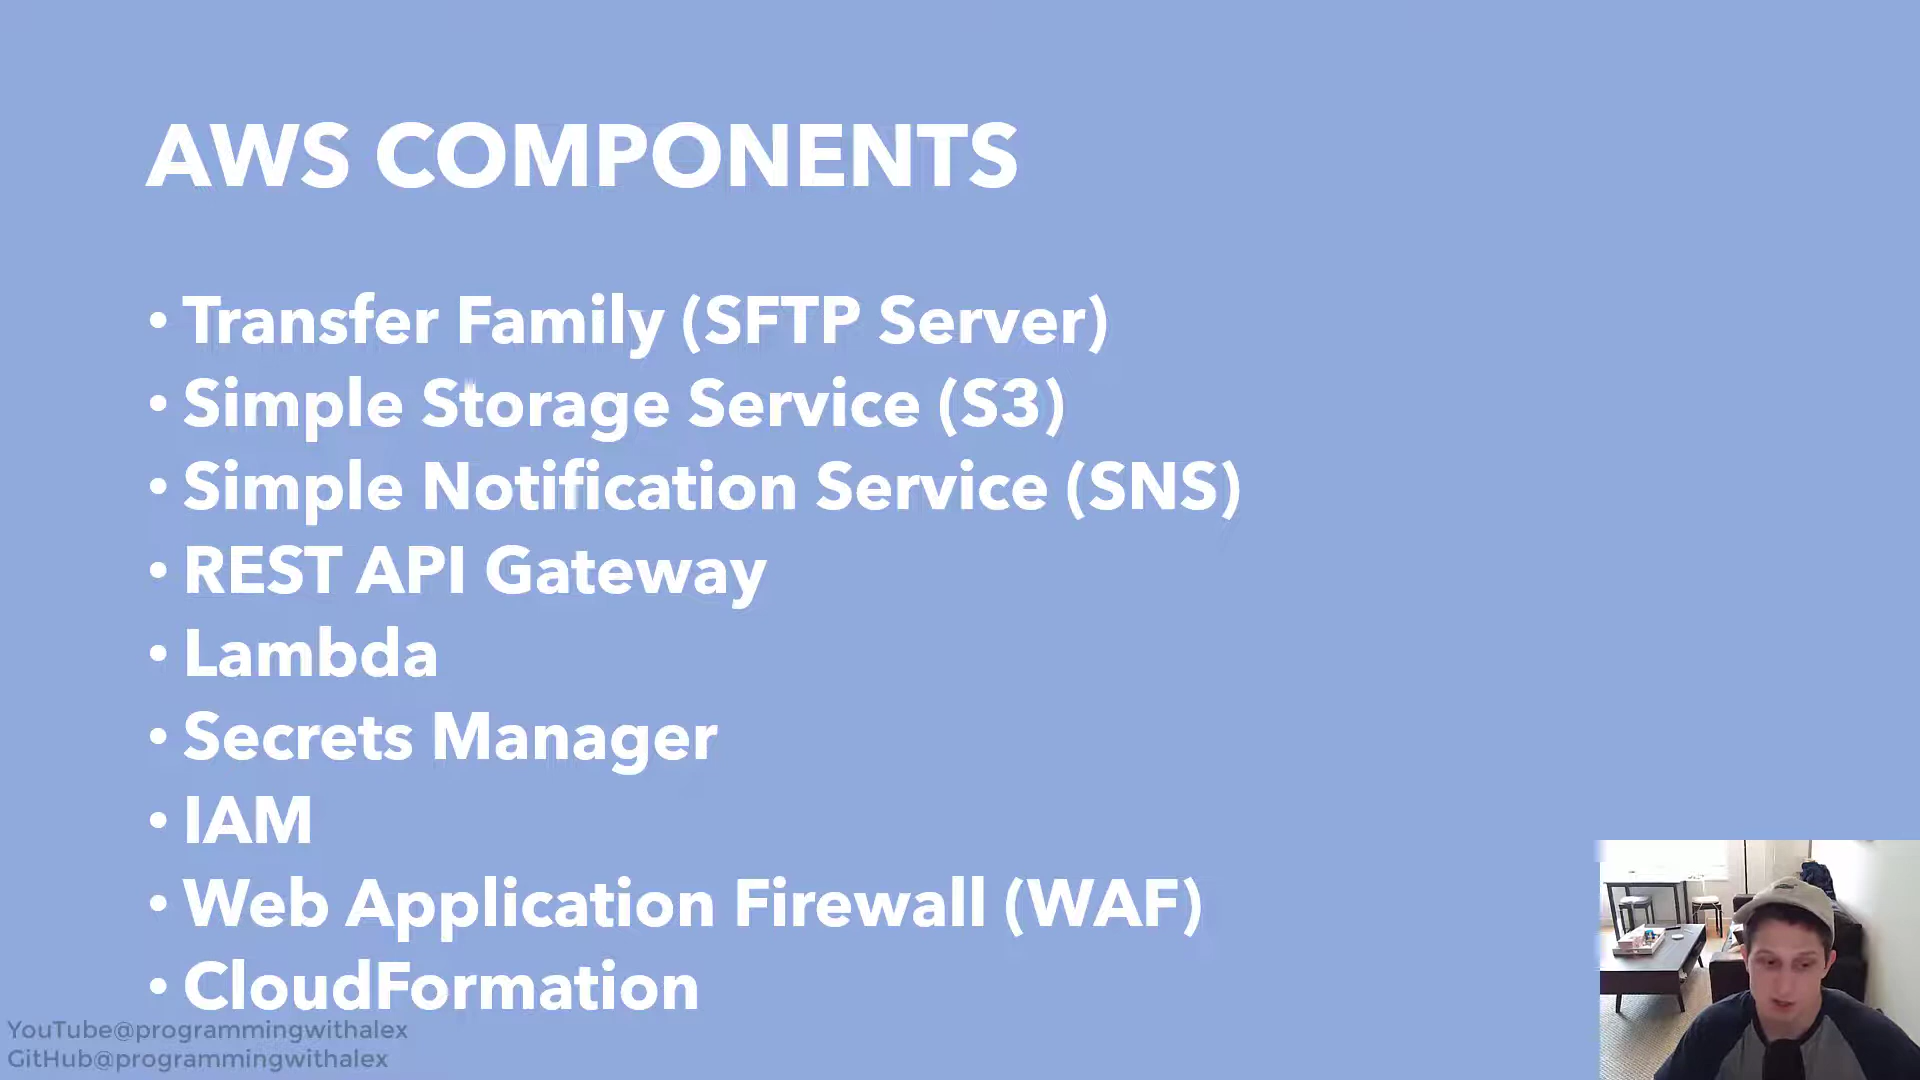 AWS COMPONENTS
• Transfer Family (SFTP Server)
• Simple Storage Service (S3)
• Simple Notification Service (SNS)
• REST API Gateway
• Lambda
• Secrets Manager
• IAM
• Web Application Firewall (WAF)
• CloudFormation
YouTube@programmingwithalex
GitHub@programmingwithalex